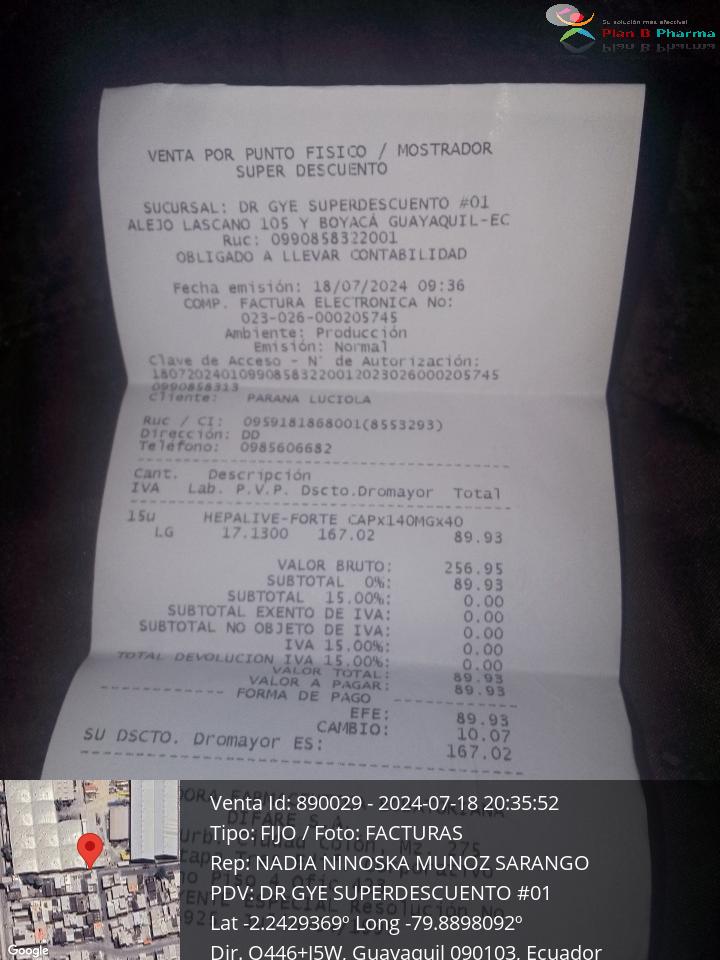 Su solución más efectiva!
Plan B Pharma
VENTA POR PUNTO FISICO / MOSTRADOR
SUPER DESCUENTO
SUCURSAL: DR GYE SUPERDESCUENTO #01
ALEJO LASCANO 105 Y BOYACÁ GUAYAQUIL-EC
Ruc: 0990858322001
OBLIGADO A LLEVAR CONTABILIDAD
Fecha emisión: 18/07/2024 09:36
COMP. FACTURA ELECTRONICA No:
023-026-000205745
Ambiente: Producción
Emisión: Normal
Clave de Acceso - N° de Autorización:
180720240109908583220012023026000205745
0990858313
Cliente: PARANA LUCIOLA
Ruc / CI: 0959181868001(8553293)
Dirección: DD
Teléfono: 0985606682
Cant. Descripción
IVA Lab. P.V.P. Dscto.Dromayor Total
15u HEPALIVE-FORTE CAPx140MGx40
LG 17.1300 167.02 89.93
VALOR BRUTO: 256.95
SUBTOTAL 0%: 89.93
SUBTOTAL 15.00%: 0.00
SUBTOTAL EXENTO DE IVA: 0.00
SUBTOTAL NO OBJETO DE IVA: 0.00
IVA 15.00%: 0.00
TOTAL DEVOLUCION IVA 15.00%: 0.00
VALOR TOTAL: 89.93
VALOR A PAGAR: 89.93
FORMA DE PAGO
EFE: 89.93
CAMBIO: 10.07
SU DSCTO. Dromayor ES: 167.02
Venta Id: 890029 - 2024-07-18 20:35:52
Tipo: FIJO / Foto: FACTURAS
Rep: NADIA NINOSKA MUNOZ SARANGO
PDV: DR GYE SUPERDESCUENTO #01
Lat -2.2429369º Long -79.8898092º
Dir. Q446+J5W, Guayaquil 090103, Ecuador
Google